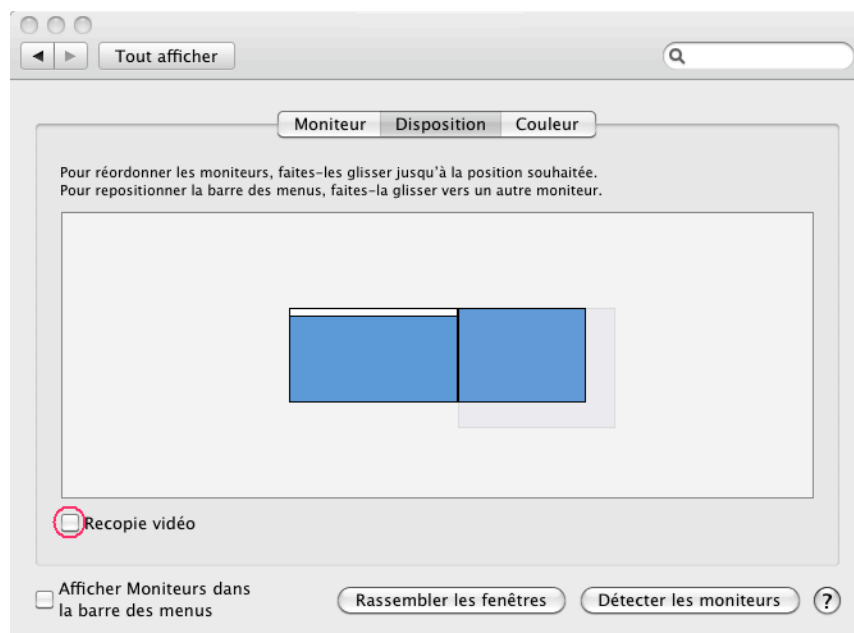 Tout afficher
Moniteur Disposition Couleur
Pour réordonner les moniteurs, faites-les glisser jusqu'à la position souhaitée.
Pour repositionner la barre des menus, faites-la glisser vers un autre moniteur.
Recopie vidéo
Afficher Moniteurs dans
la barre des menus
Rassembler les fenêtres
Détecter les moniteurs
?